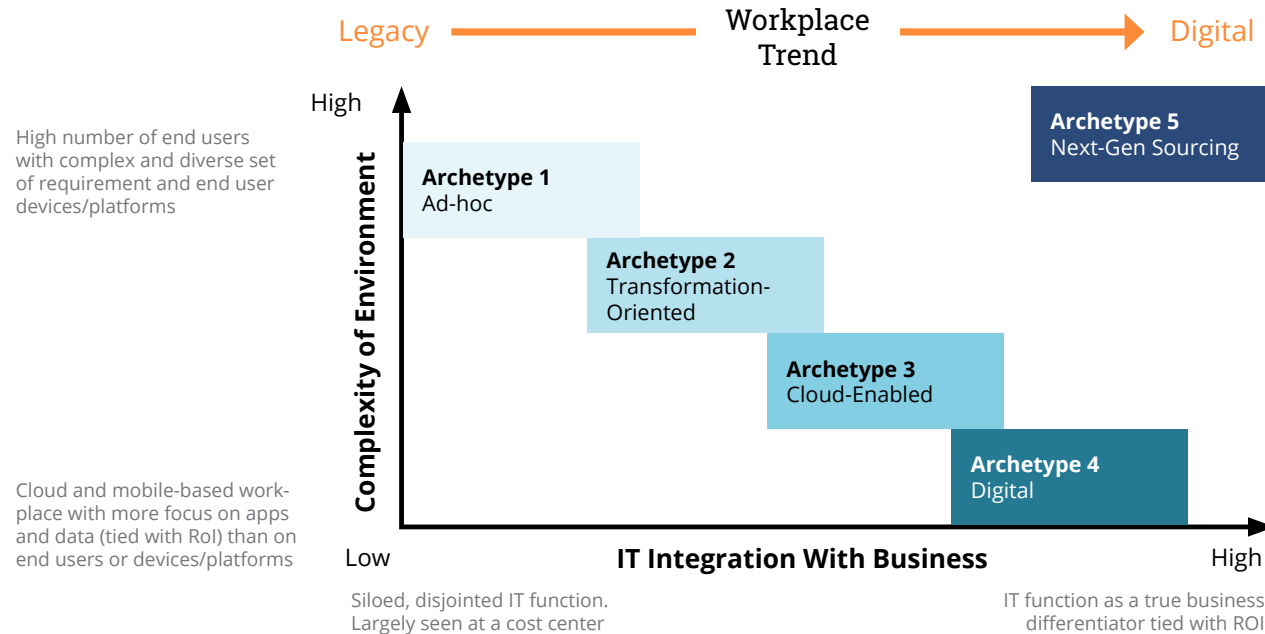 Legacy
Workplace
Trend
Digital
High
High number of end users
with complex and diverse set
of requirement and end user
devices/platforms
Complexity of Environment
Archetype 1
Ad-hoc
Archetype 2
Transformation-
Oriented
Archetype 3
Cloud-Enabled
Archetype 4
Digital
Archetype 5
Next-Gen Sourcing
Cloud and mobile-based work-
place with more focus on apps
and data (tied with RoI) than on
end users or devices/platforms
Low
IT Integration With Business
High
Siloed, disjointed IT function.
Largely seen at a cost center
IT function as a true business
differentiator tied with ROI